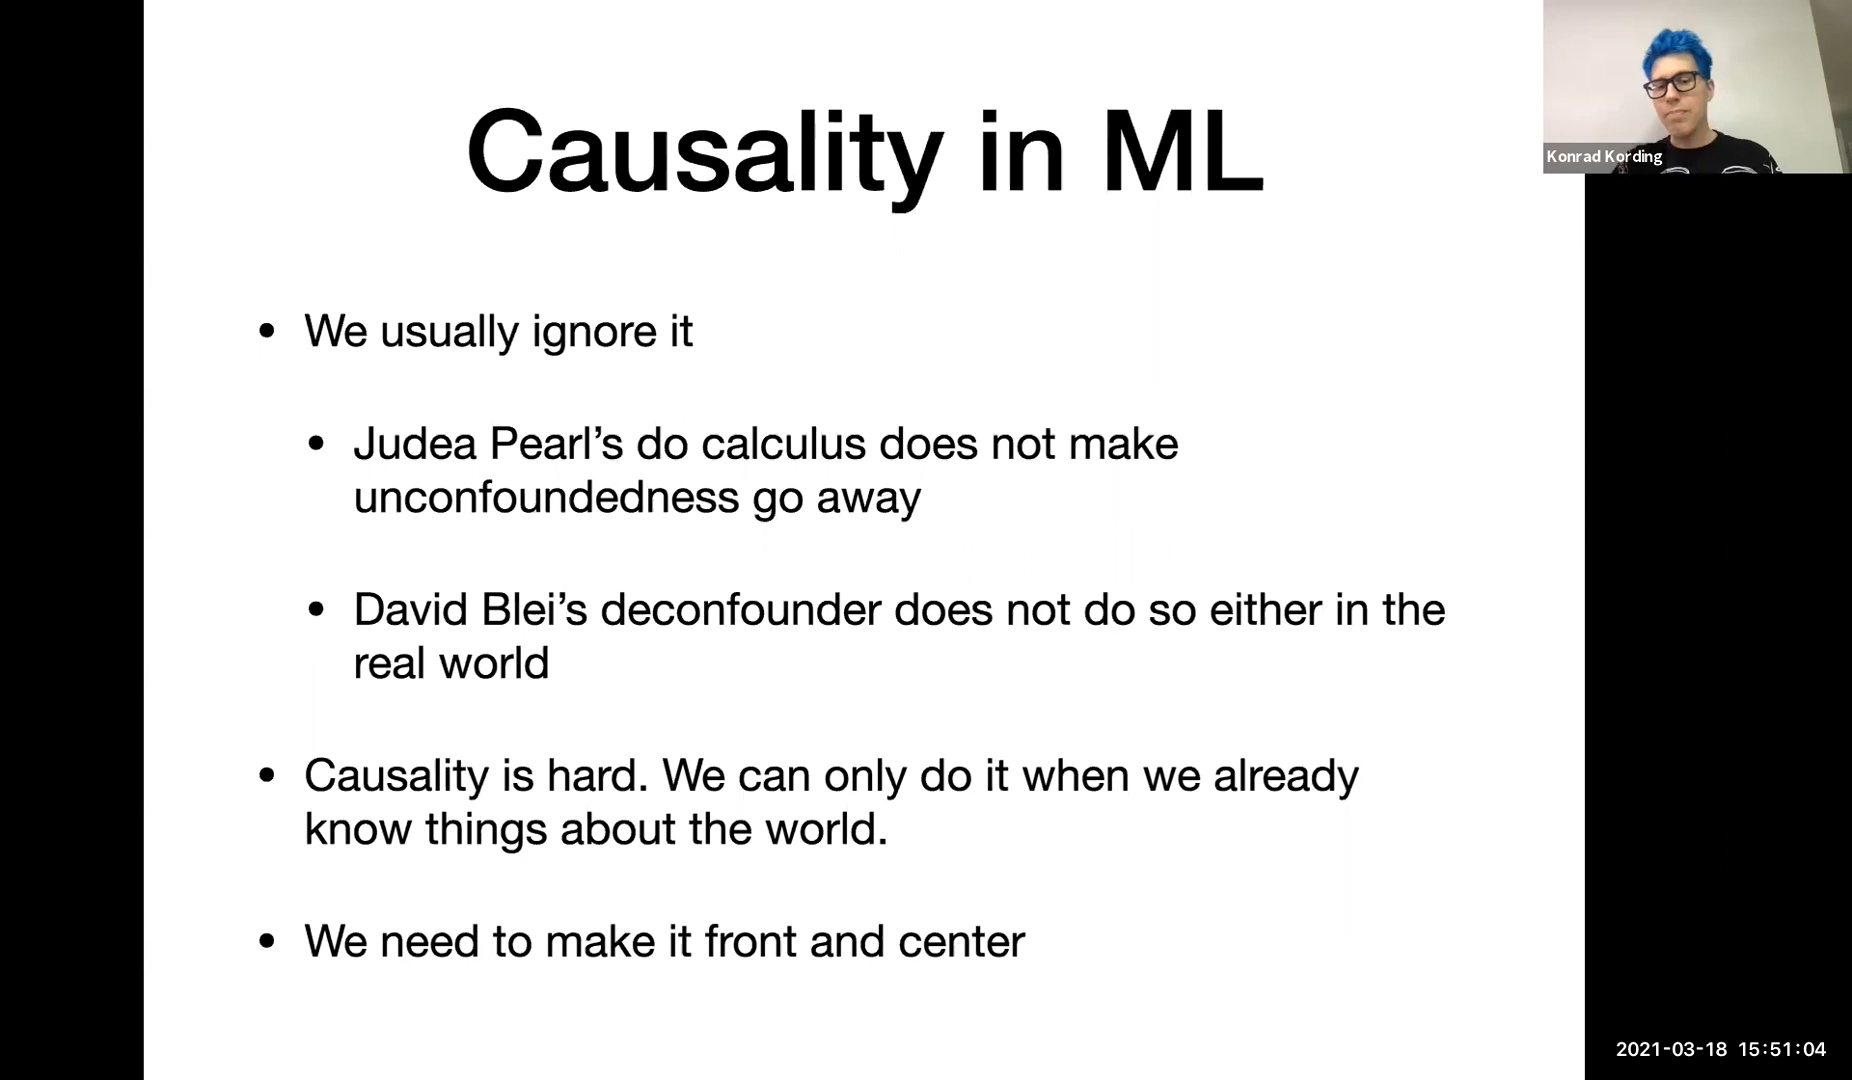 Causality in ML
Konrad Kording
• We usually ignore it
• Judea Pearl’s do calculus does not make
unconfoundedness go away
• David Blei’s deconfounder does not do so either in the
real world
• Causality is hard. We can only do it when we already
know things about the world.
• We need to make it front and center
2021-03-18 15:51:04